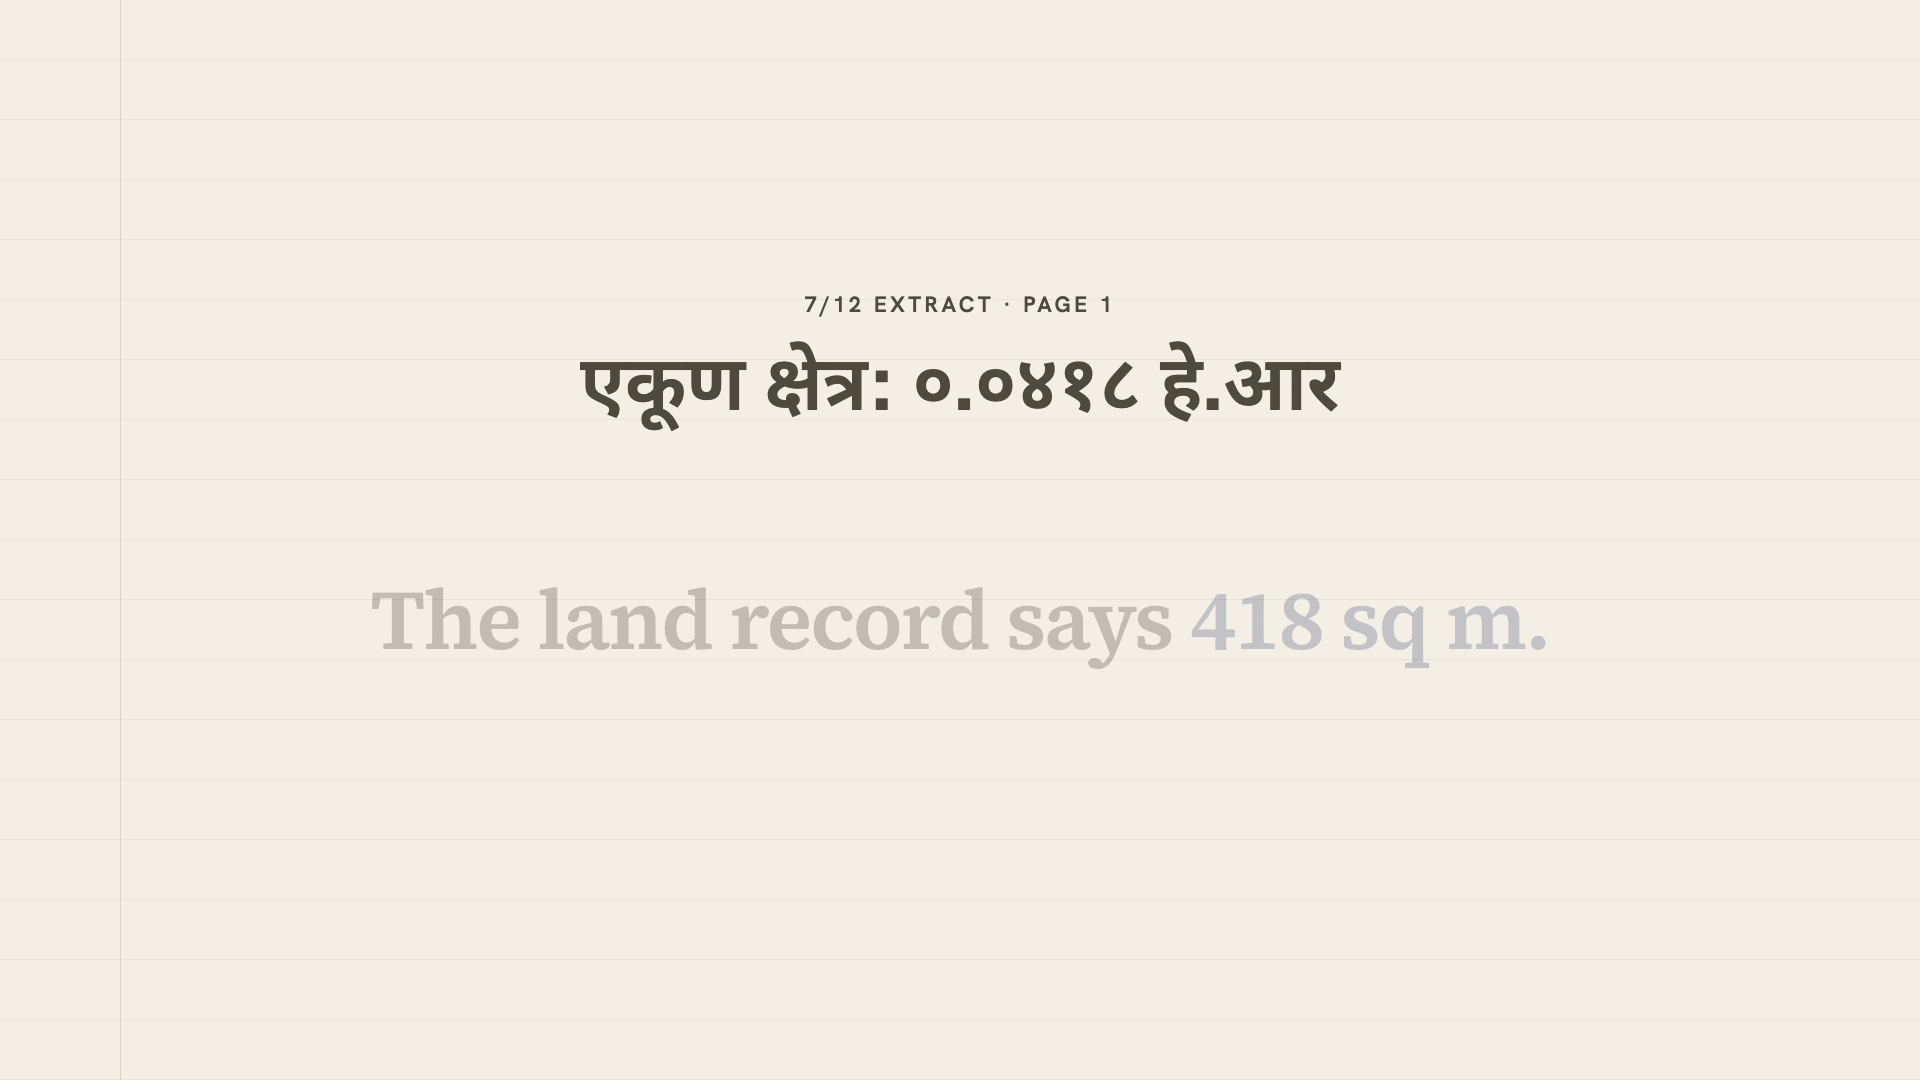 7/12 EXTRACT · PAGE 1
एकूण क्षेत्र: ०.०४१८ हे.आर
The land record says 418 sq m.